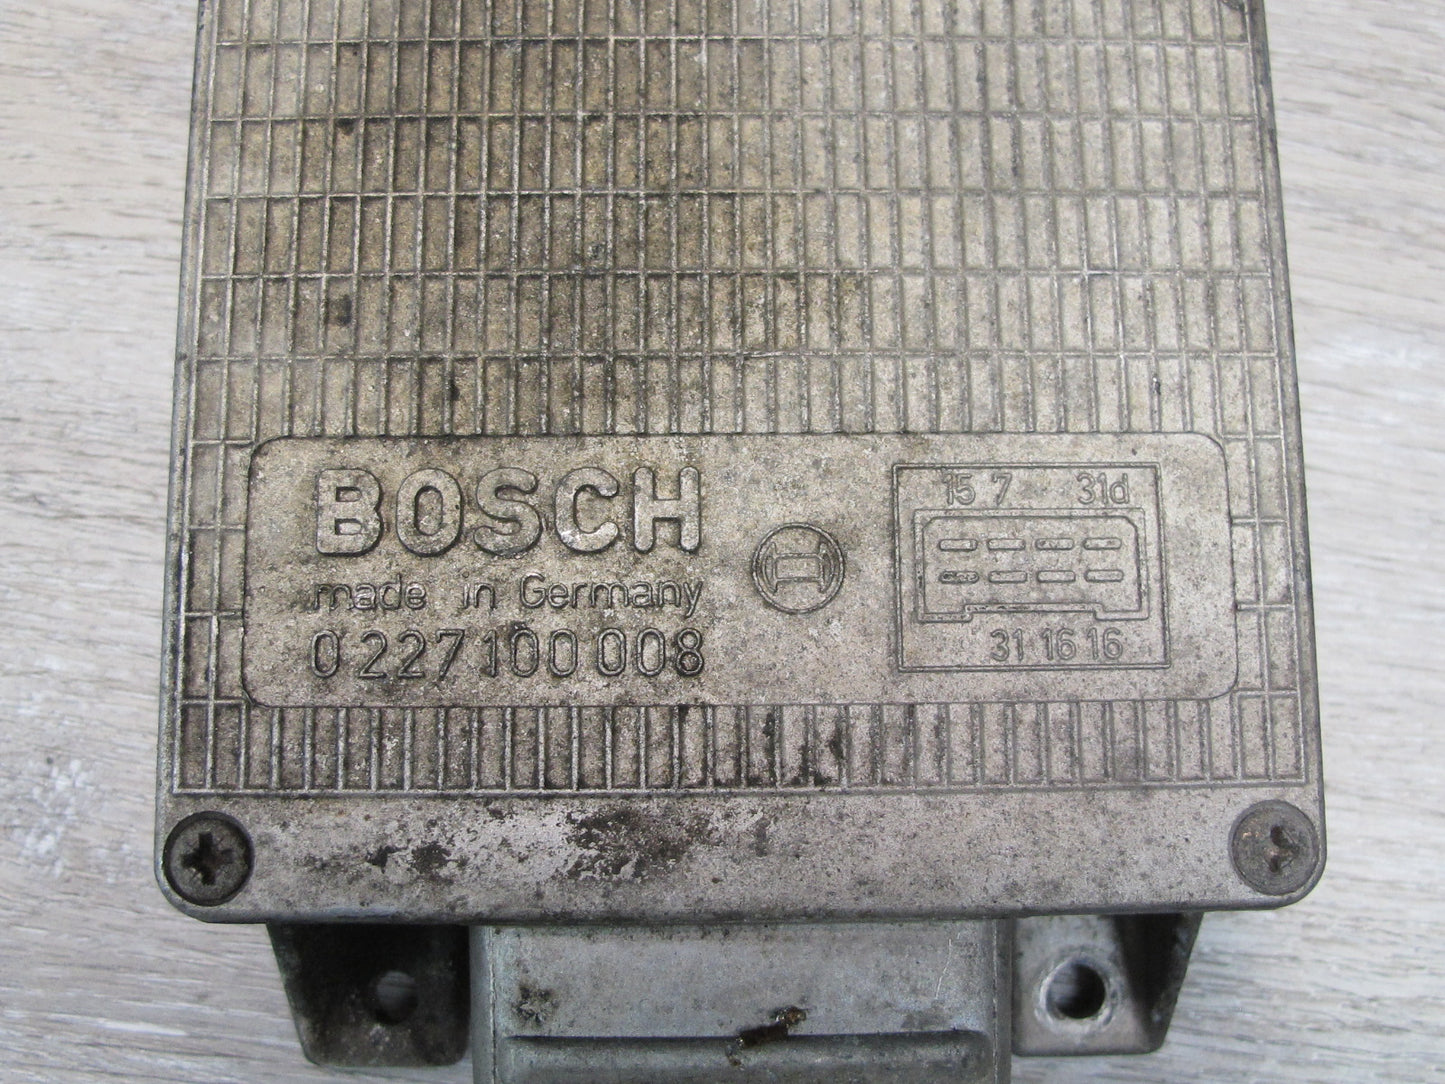 BOSCH
made in Germany
0 227 100 008
15 7 31d
31 16 16